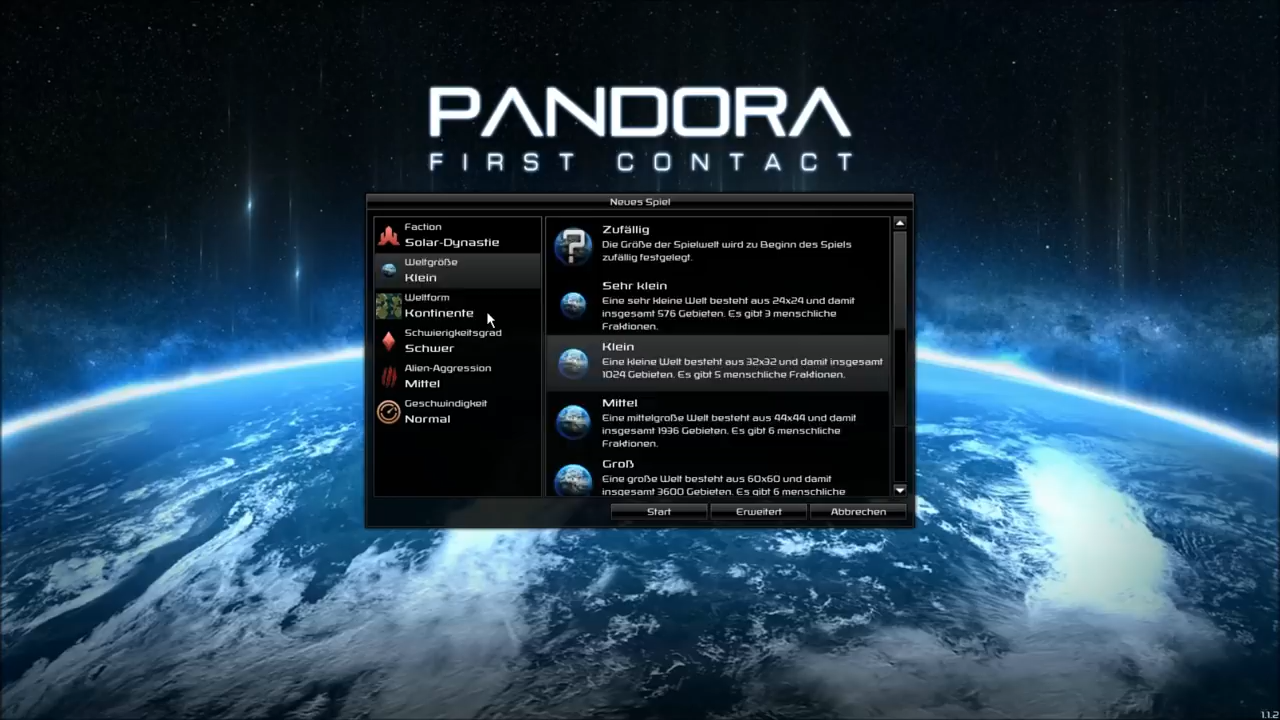 PANDORA
FIRST CONTACT
Neues Spiel
Faction
Solar-Dynastie
Weltgröße
Klein
Weltform
Kontinente
Schwierigkeitsgrad
Schwer
Alien-Aggression
Mittel
Geschwindigkeit
Normal
Zufällig
Die Größe der Spielwelt wird zu Beginn des Spiels
zufällig festgelegt.
Sehr klein
Eine sehr kleine Welt besteht aus 24x24 und damit
insgesamt 576 Gebieten. Es gibt 3 menschliche
Fraktionen.
Klein
Eine kleine Welt besteht aus 32x32 und damit insgesamt
1024 Gebieten. Es gibt 5 menschliche Fraktionen.
Mittel
Eine mittelgroße Welt besteht aus 44x44 und damit
insgesamt 1936 Gebieten. Es gibt 6 menschliche
Fraktionen.
Groß
Eine große Welt besteht aus 60x60 und damit
insgesamt 3600 Gebieten. Es gibt 6 menschliche
Start
Erweitert
Abbrechen
1.1.2